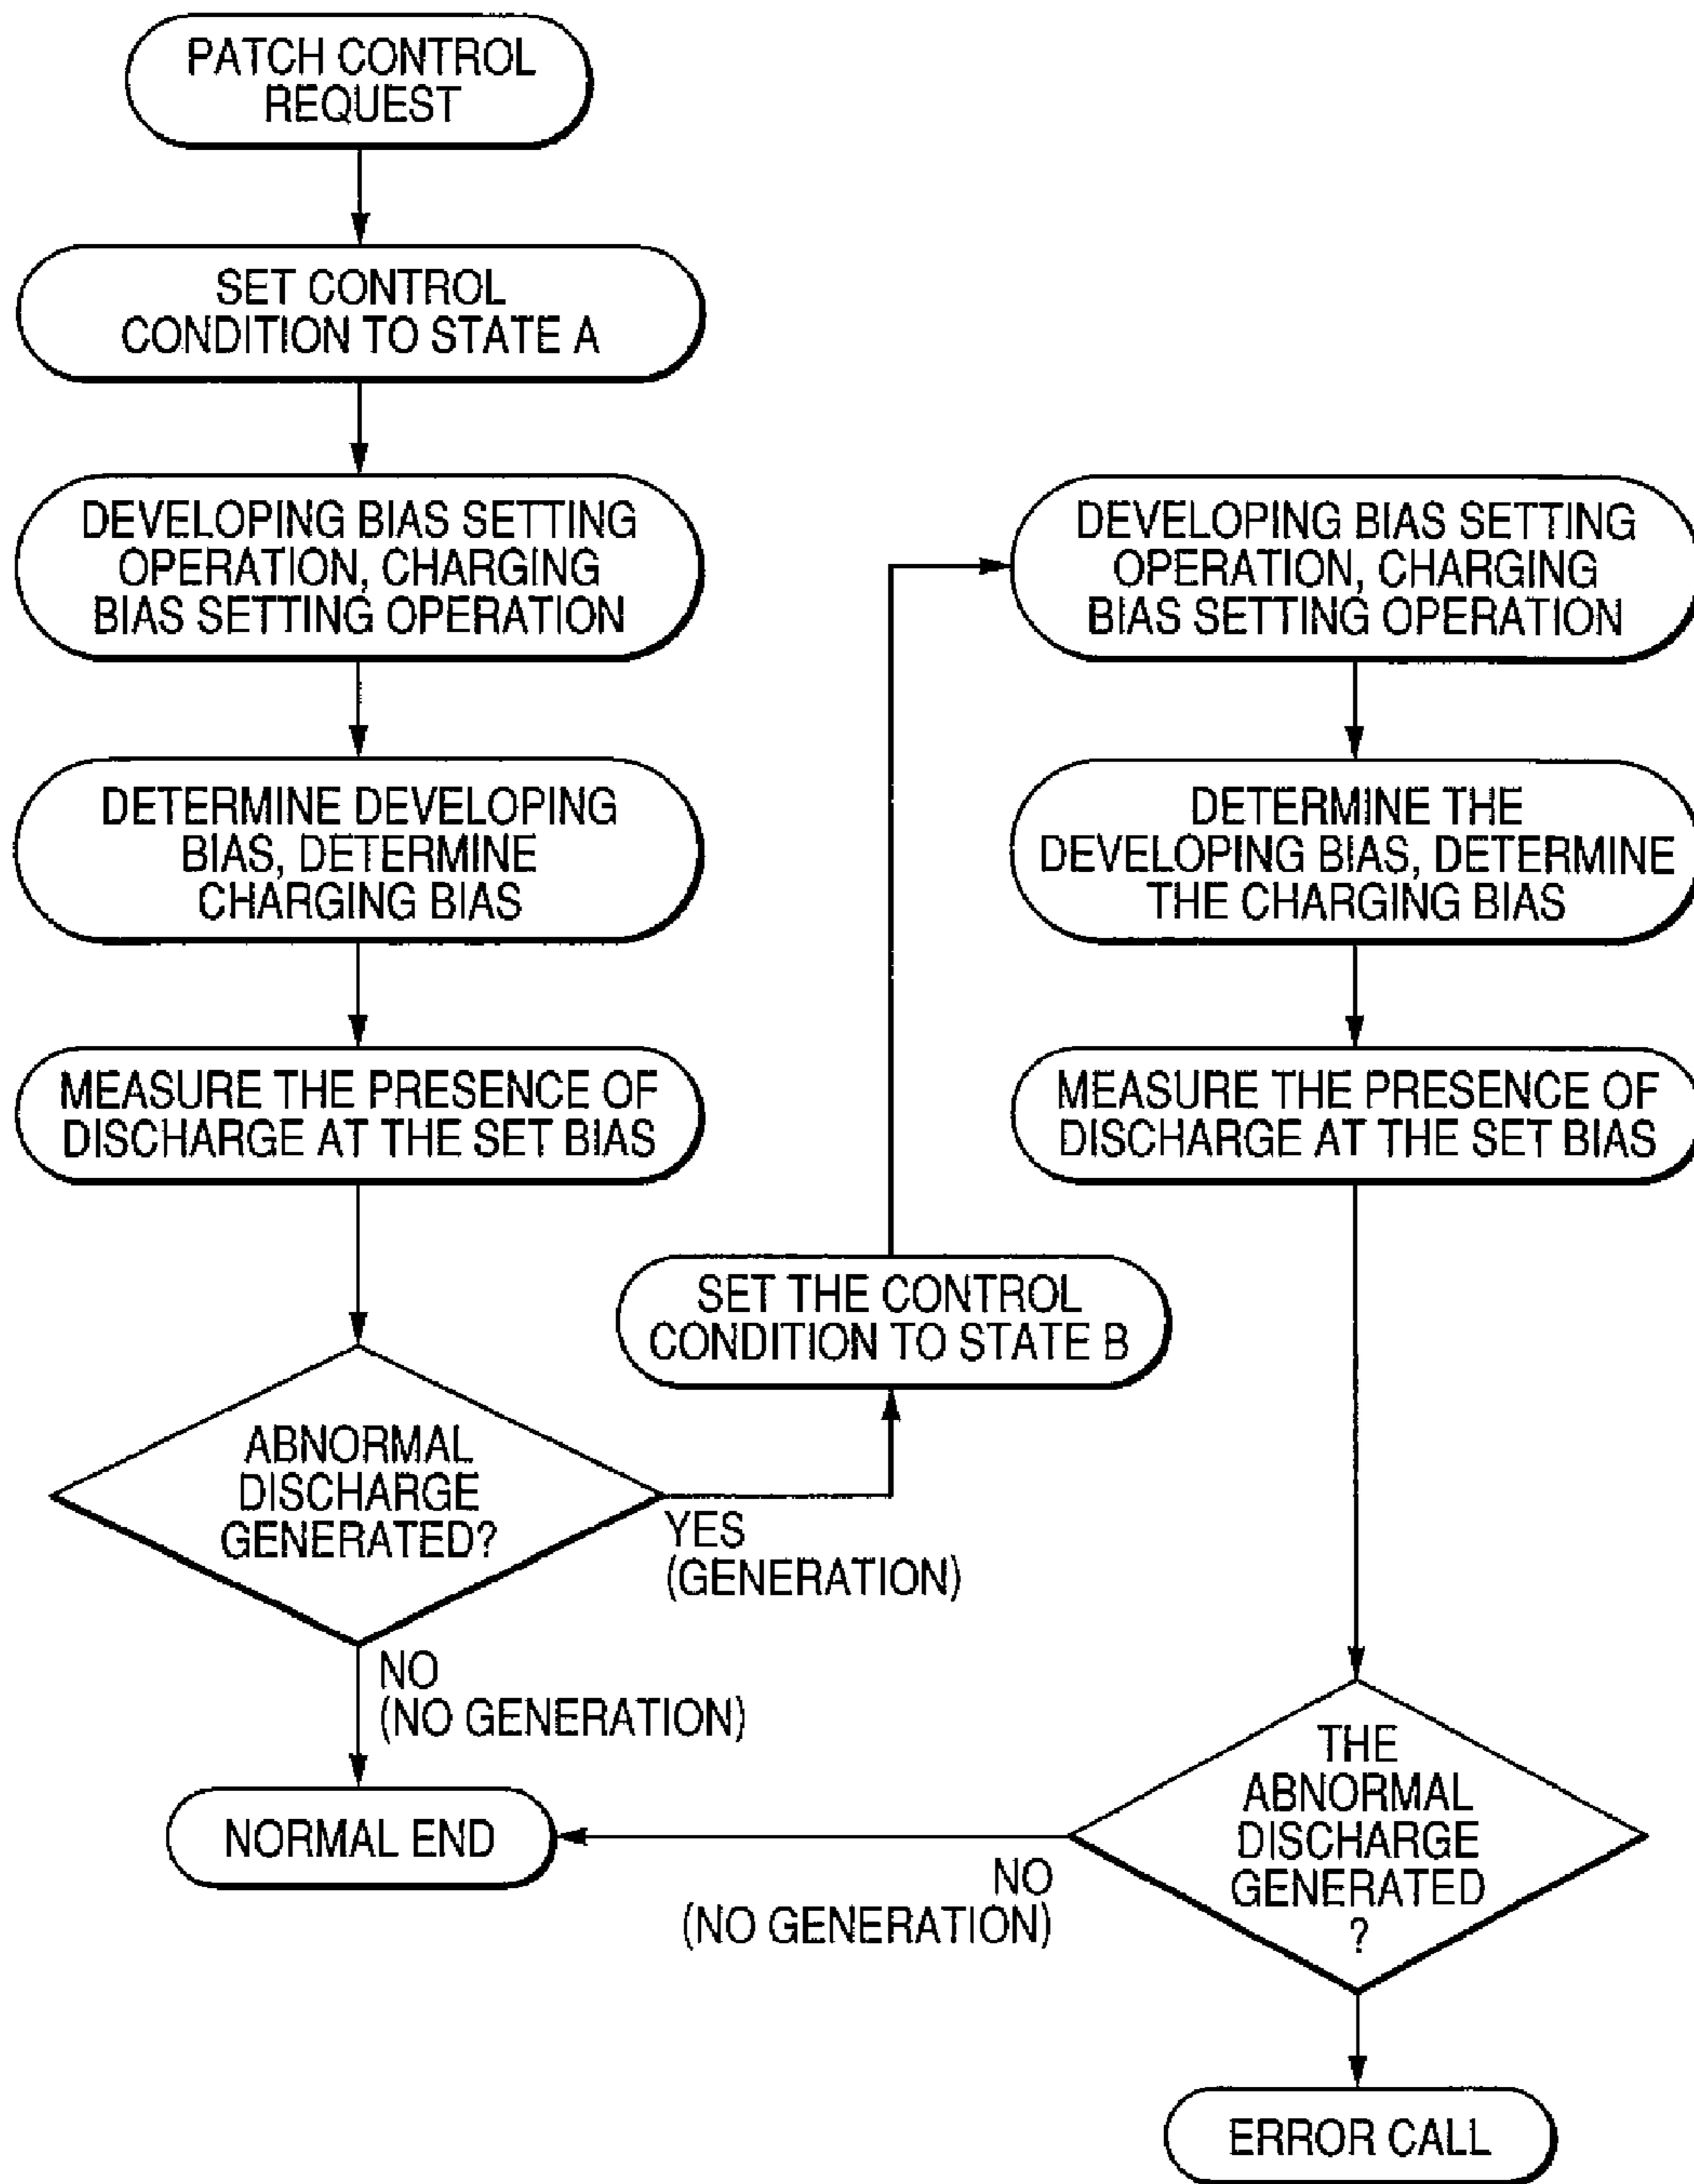 PATCH CONTROL
REQUEST
SET CONTROL
CONDITION TO STATE A
DEVELOPING BIAS SETTING
OPERATION, CHARGING
BIAS SETTING OPERATION
DETERMINE DEVELOPING
BIAS, DETERMINE
CHARGING BIAS
MEASURE THE PRESENCE OF
DISCHARGE AT THE SET BIAS
ABNORMAL
DISCHARGE
GENERATED?
YES
(GENERATION)
NO
(NO GENERATION)
NORMAL END
SET THE CONTROL
CONDITION TO STATE B
DEVELOPING BIAS SETTING
OPERATION, CHARGING
BIAS SETTING OPERATION
DETERMINE THE
DEVELOPING BIAS, DETERMINE
THE CHARGING BIAS
MEASURE THE PRESENCE OF
DISCHARGE AT THE SET BIAS
THE
ABNORMAL
DISCHARGE
GENERATED
?
NO
(NO GENERATION)
ERROR CALL